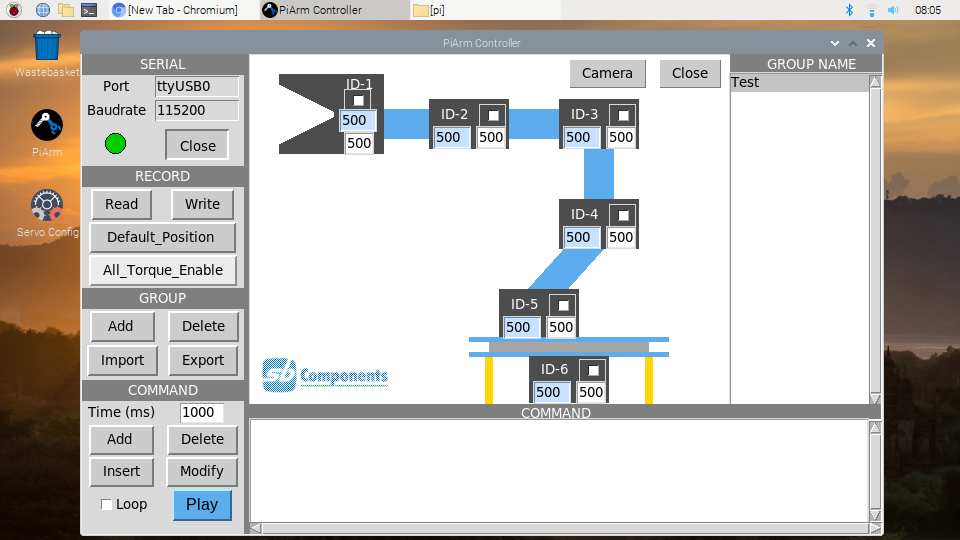 [New Tab - Chromium]
PiArm Controller
[pi]
08:05
Wastebasket
PiArm
Servo Config
PiArm Controller
SERIAL
Port
ttyUSB0
Baudrate
115200
Close
RECORD
Read
Write
Default_Position
All_Torque_Enable
GROUP
Add
Delete
Import
Export
COMMAND
Time (ms)
1000
Add
Delete
Insert
Modify
Loop
Play
Camera
Close
ID-1
500
500
ID-2
500
500
ID-3
500
500
ID-4
500
500
ID-5
500
500
ID-6
500
500
sb Components
GROUP NAME
Test
COMMAND